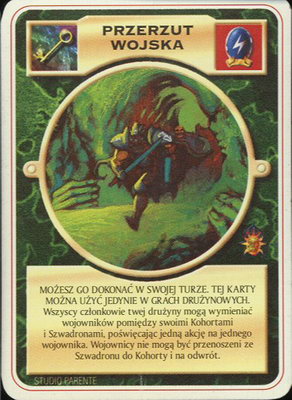 PRZERZUT
WOJSKA
MOŻESZ GO DOKONAĆ W SWOJEJ TURZE. TEJ KARTY
MOŻNA UŻYĆ JEDYNIE W GRACH DRUŻYNOWYCH.
Wszyscy członkowie twej drużyny mogą wymieniać
wojowników pomiędzy swoimi Kohortami
i Szwadronami, poświęcając jedną akcję na jednego
wojownika. Wojownicy nie mogą być przenoszeni ze
Szwadronu do Kohorty i na odwrót.
STUDIO PARENTE